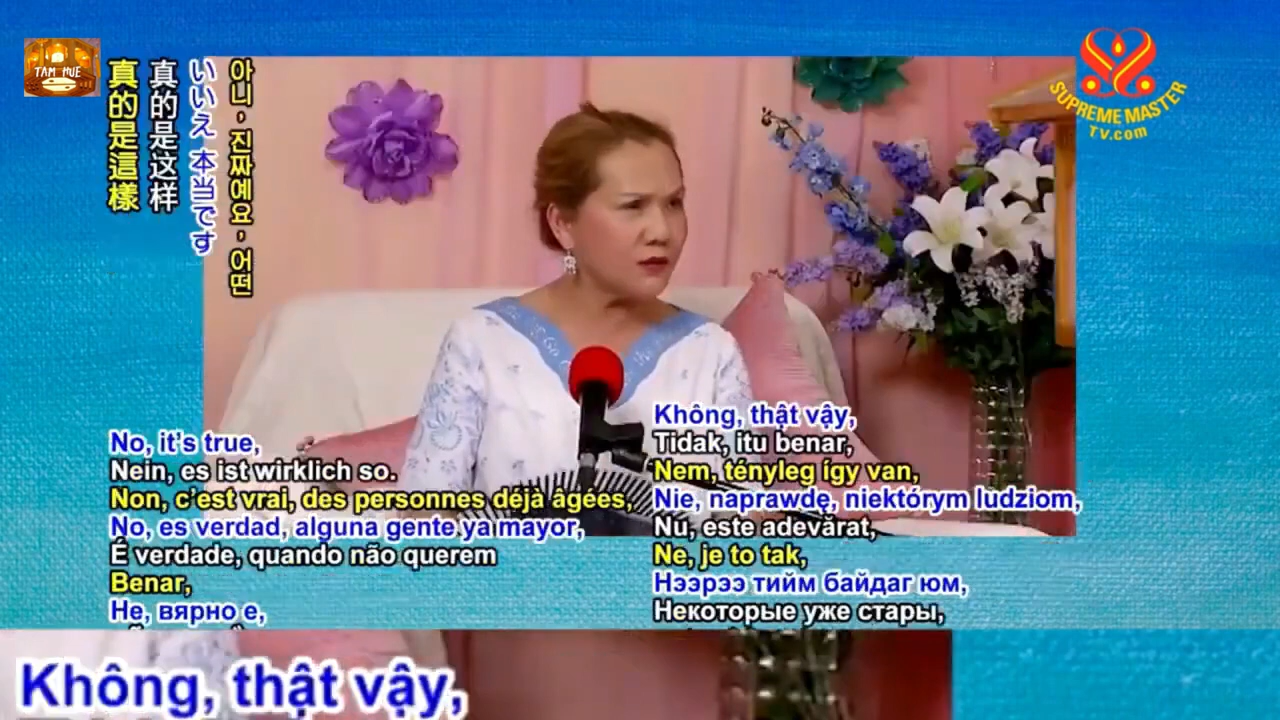 TAM HUE
真的是這樣
真的是这样
いいえ 本当です
아니, 진짜예요, 어떤
SUPREME MASTER
TV.com
No, it's true,
Nein, es ist wirklich so.
Non, c'est vrai, des personnes déjà âgées,
No, es verdad, alguna gente ya mayor,
É verdade, quando não querem
Benar,
Не, вярно е,
Không, thật vậy,
Tidak, itu benar,
Nem, tényleg így van,
Nie, naprawdę, niektórym ludziom,
Nu, este adevărat,
Ne, je to tak,
Нээрээ тийм байдаг юм,
Некоторые уже стары,
Không, thật vậy,